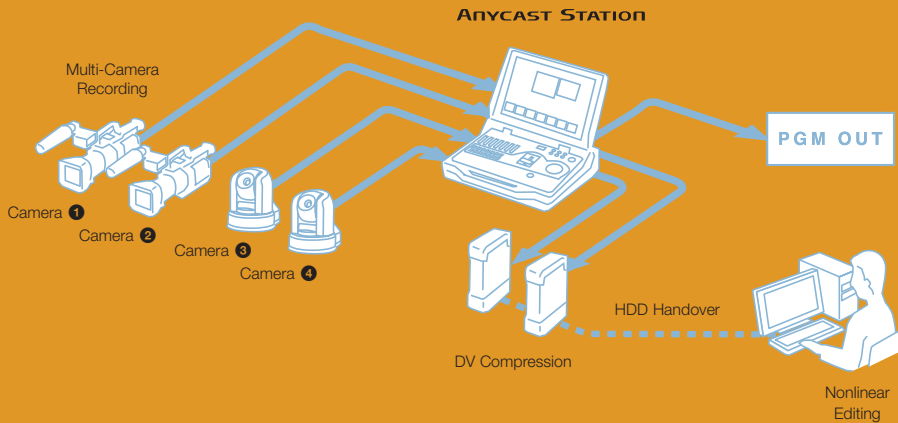 ANYCAST STATION
Multi-Camera
Recording
PGM OUT
Camera 1
Camera 2
Camera 3
Camera 4
HDD Handover
DV Compression
Nonlinear
Editing